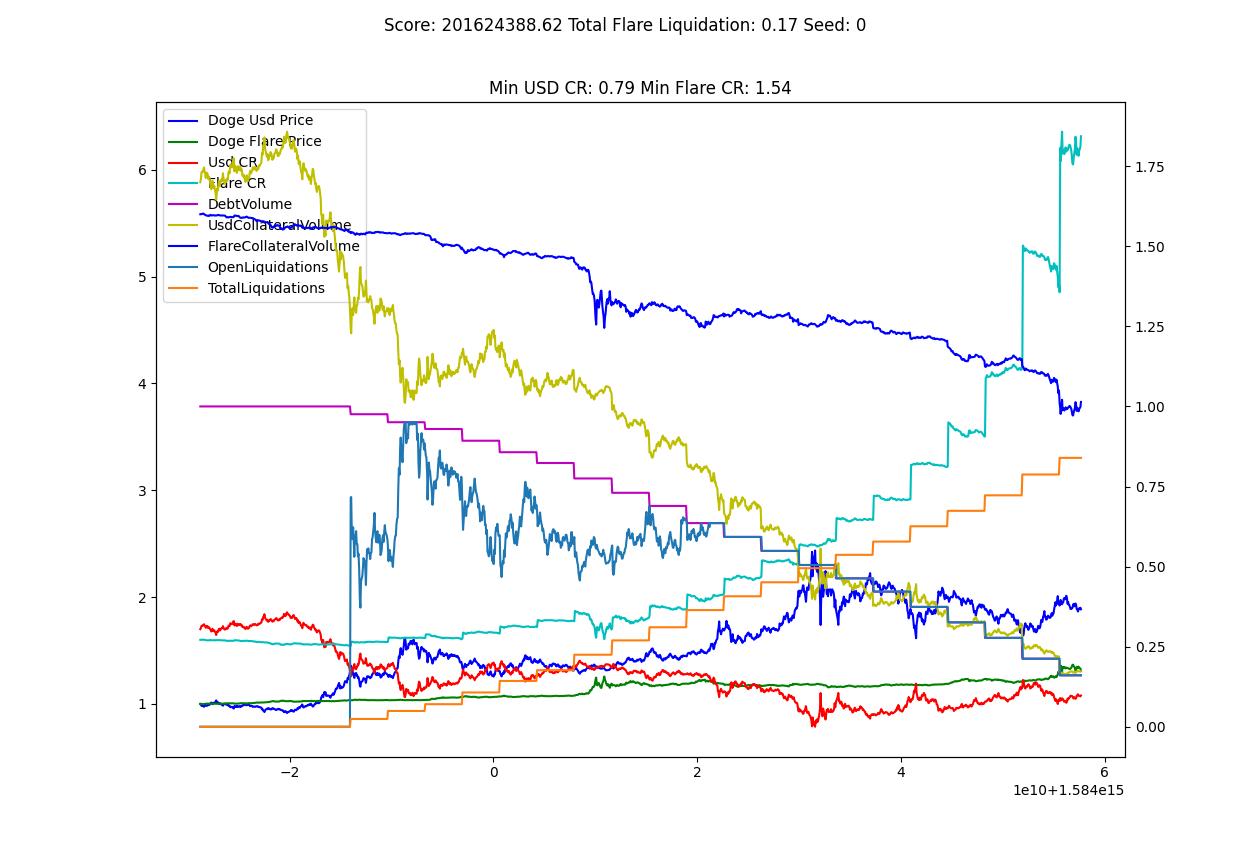 Score: 201624388.62 Total Flare Liquidation: 0.17 Seed: 0
Min USD CR: 0.79 Min Flare CR: 1.54
Doge Usd Price
Doge Flare Price
Usd CR
Flare CR
DebtVolume
UsdCollateralVolume
FlareCollateralVolume
OpenLiquidations
TotalLiquidations
6
5
4
3
2
1
1.75
1.50
1.25
1.00
0.75
0.50
0.25
0.00
−2 0 2 4 6
1e10+1.584e15